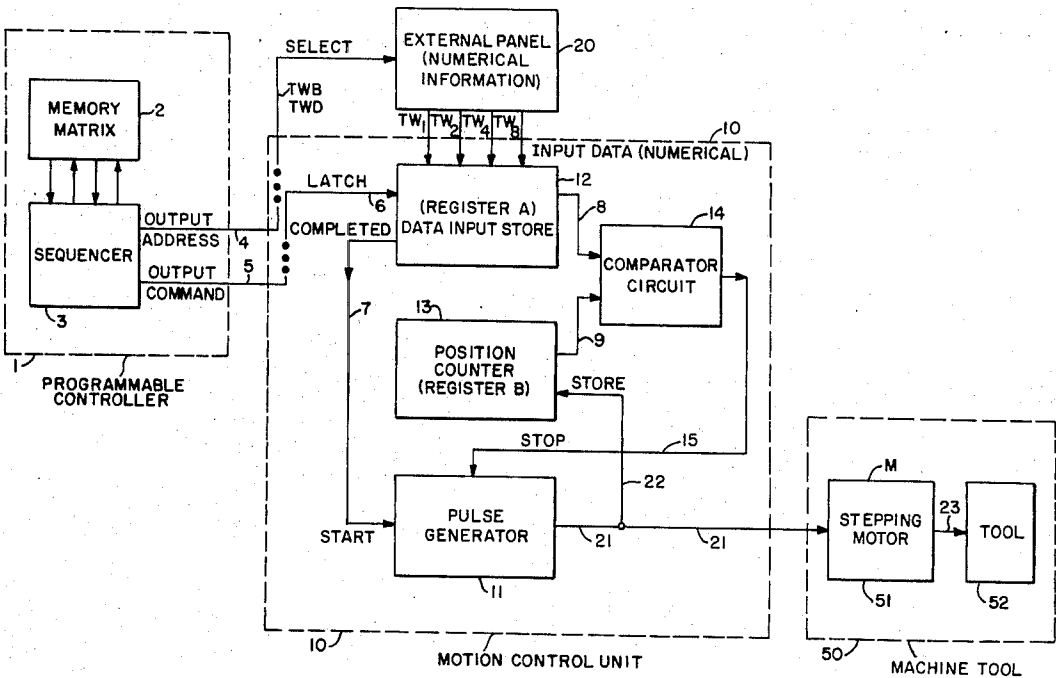 1
MEMORY
MATRIX
2
SEQUENCER
3
OUTPUT
ADDRESS
4
OUTPUT
COMMAND
5
PROGRAMMABLE
CONTROLLER
SELECT
TWB
TWD
EXTERNAL PANEL
(NUMERICAL
INFORMATION)
20
TW1 TW2 TW4 TW8
10
INPUT DATA (NUMERICAL)
LATCH
6
COMPLETED
7
(REGISTER A)
DATA INPUT STORE
12
8
14
COMPARATOR
CIRCUIT
13
POSITION
COUNTER
(REGISTER B)
9
STORE
STOP
15
22
START
PULSE
GENERATOR
11
21
21
10
MOTION CONTROL UNIT
M
STEPPING
MOTOR
51
23
TOOL
52
50
MACHINE TOOL